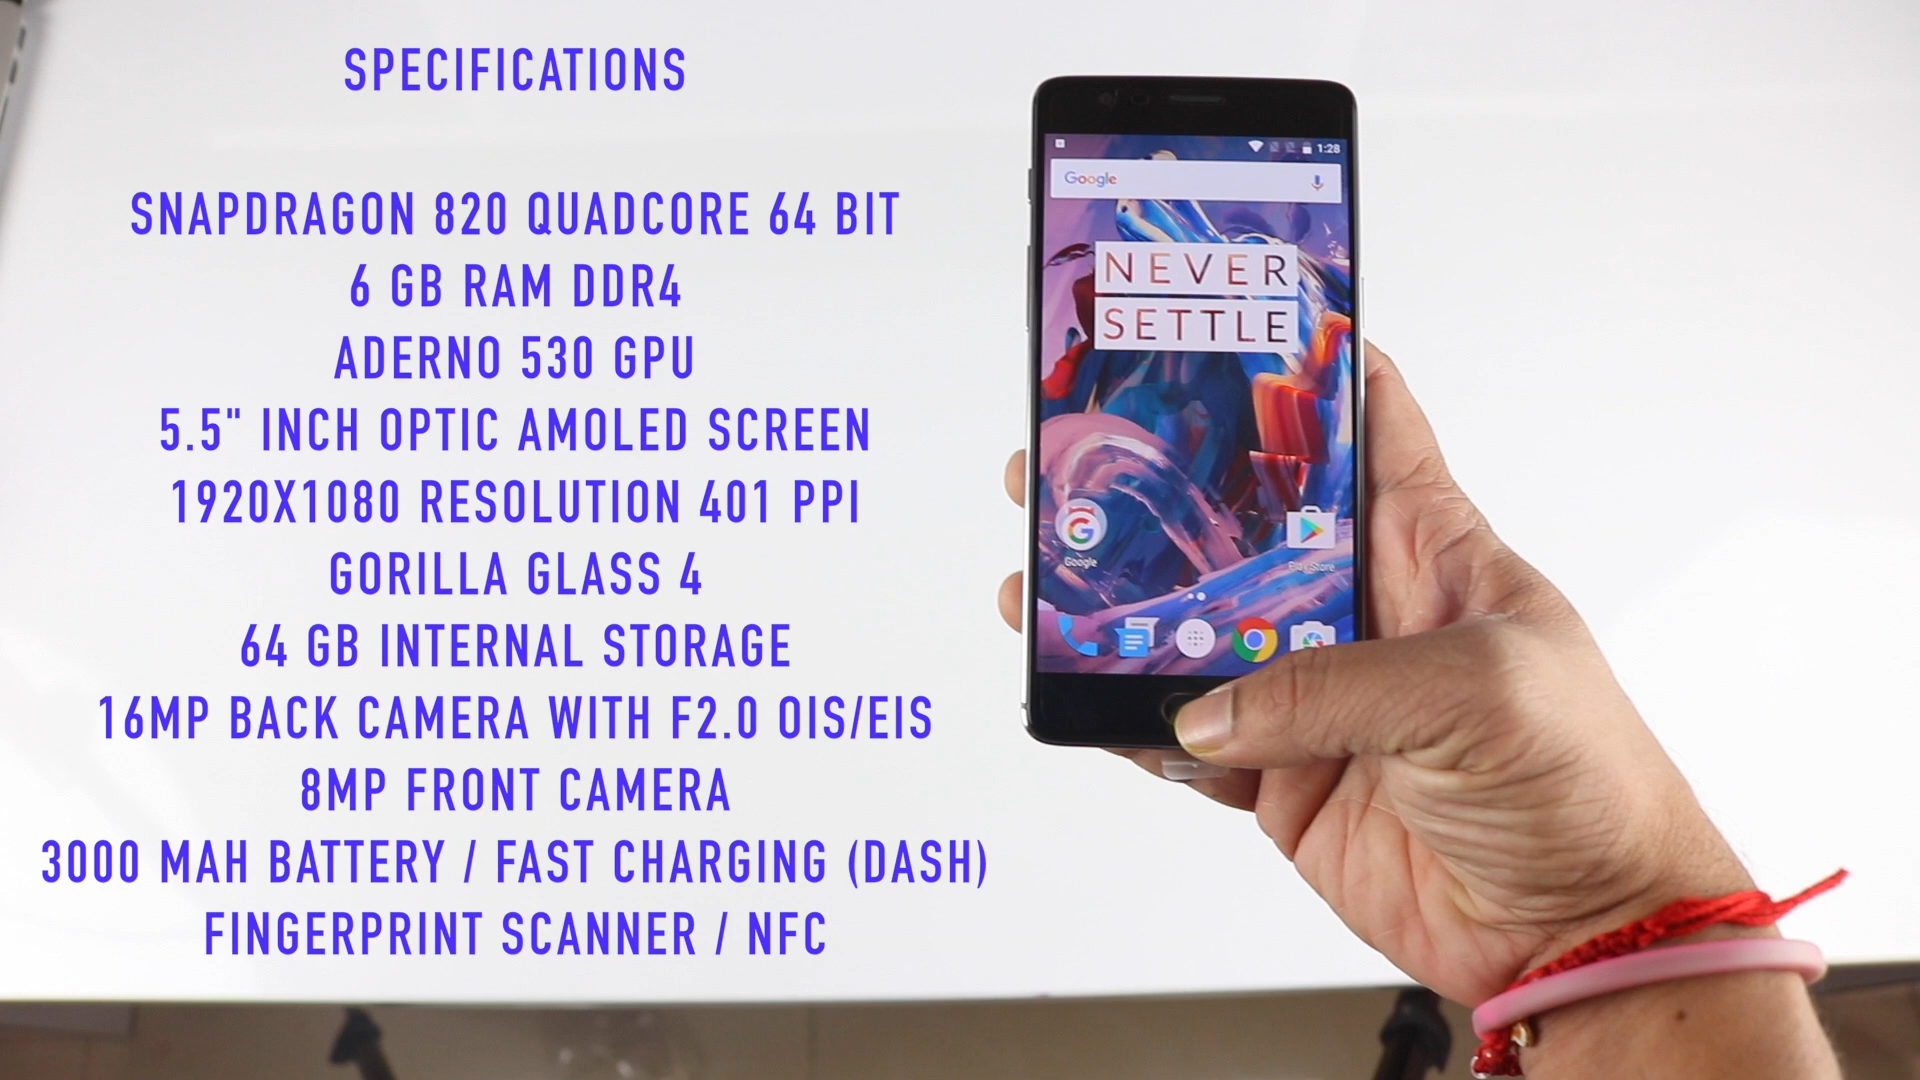 SPECIFICATIONS
SNAPDRAGON 820 QUADCORE 64 BIT
6 GB RAM DDR4
ADERNO 530 GPU
5.5" INCH OPTIC AMOLED SCREEN
1920X1080 RESOLUTION 401 PPI
GORILLA GLASS 4
64 GB INTERNAL STORAGE
16MP BACK CAMERA WITH F2.0 OIS/EIS
8MP FRONT CAMERA
3000 MAH BATTERY / FAST CHARGING (DASH)
FINGERPRINT SCANNER / NFC
1:28
Google
NEVER
SETTLE
Google
Play Store